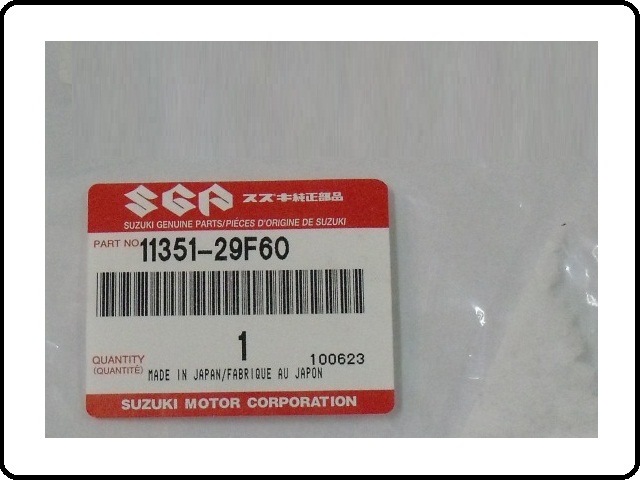 SGP スズキ純正部品
SUZUKI GENUINE PARTS/PIÈCES D'ORIGINE DE SUZUKI
PART NO. 11351-29F60
1
QUANTITY
(QUANTITÉ)
100623
MADE IN JAPAN/FABRIQUE AU JAPON
SUZUKI MOTOR CORPORATION